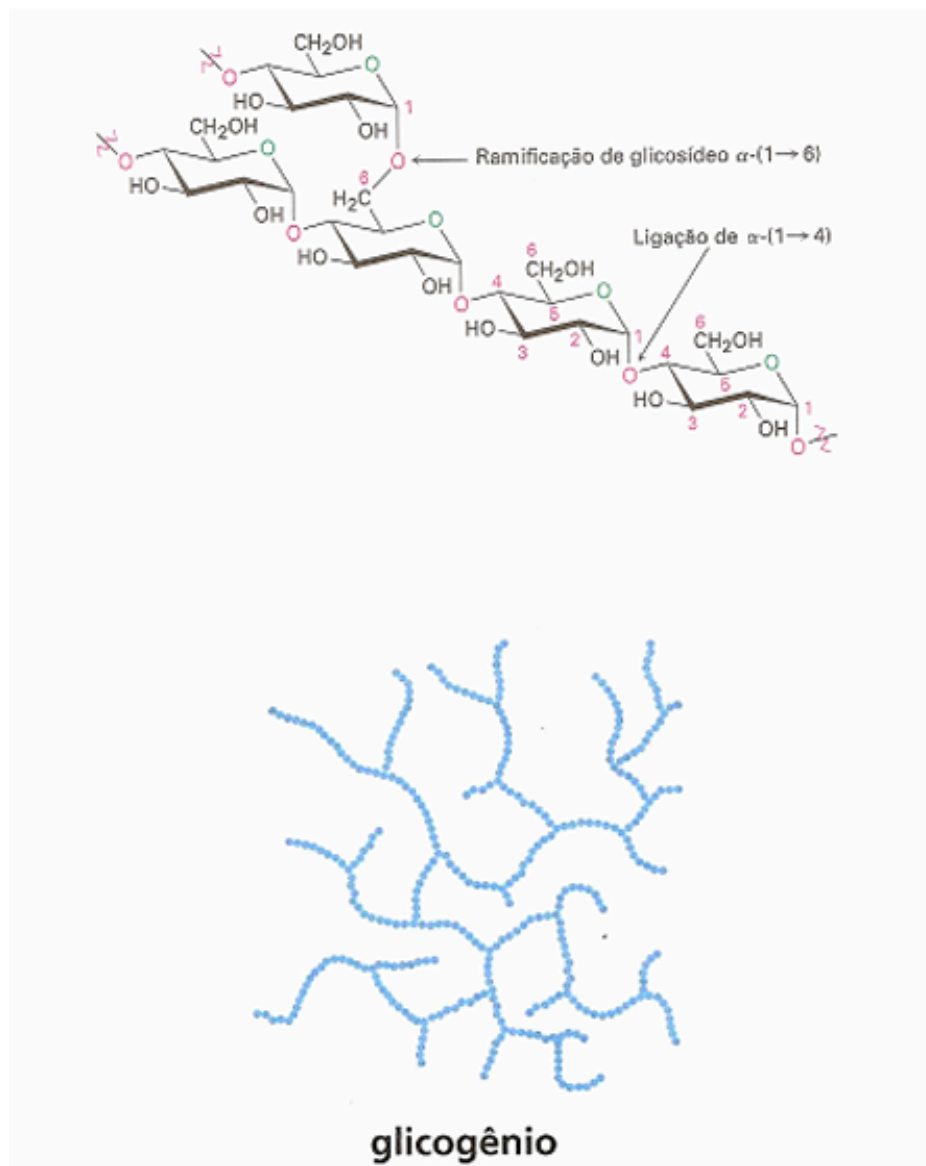 CH₂OH
O
O
HO
1
OH
CH₂OH
O
O
O
Ramificação de glicosídeo α-(1→6)
6
HO
H₂C
OH
O
O
Ligação de α-(1→4)
HO
6
CH₂OH
OH
4
O
O
5
6
HO
2
1
CH₂OH
3
OH
4
O
O
5
HO
2
1
3
OH
O
glicogênio